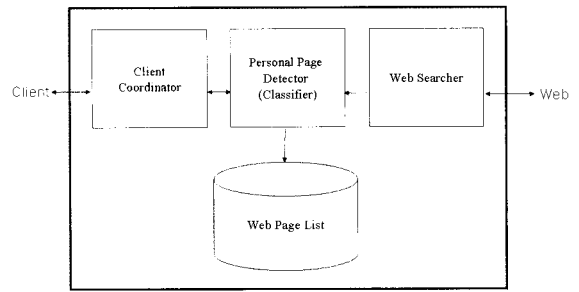 Client
Client
Coordinator
Personal Page
Detector
(Classifier)
Web Searcher
Web
Web Page List